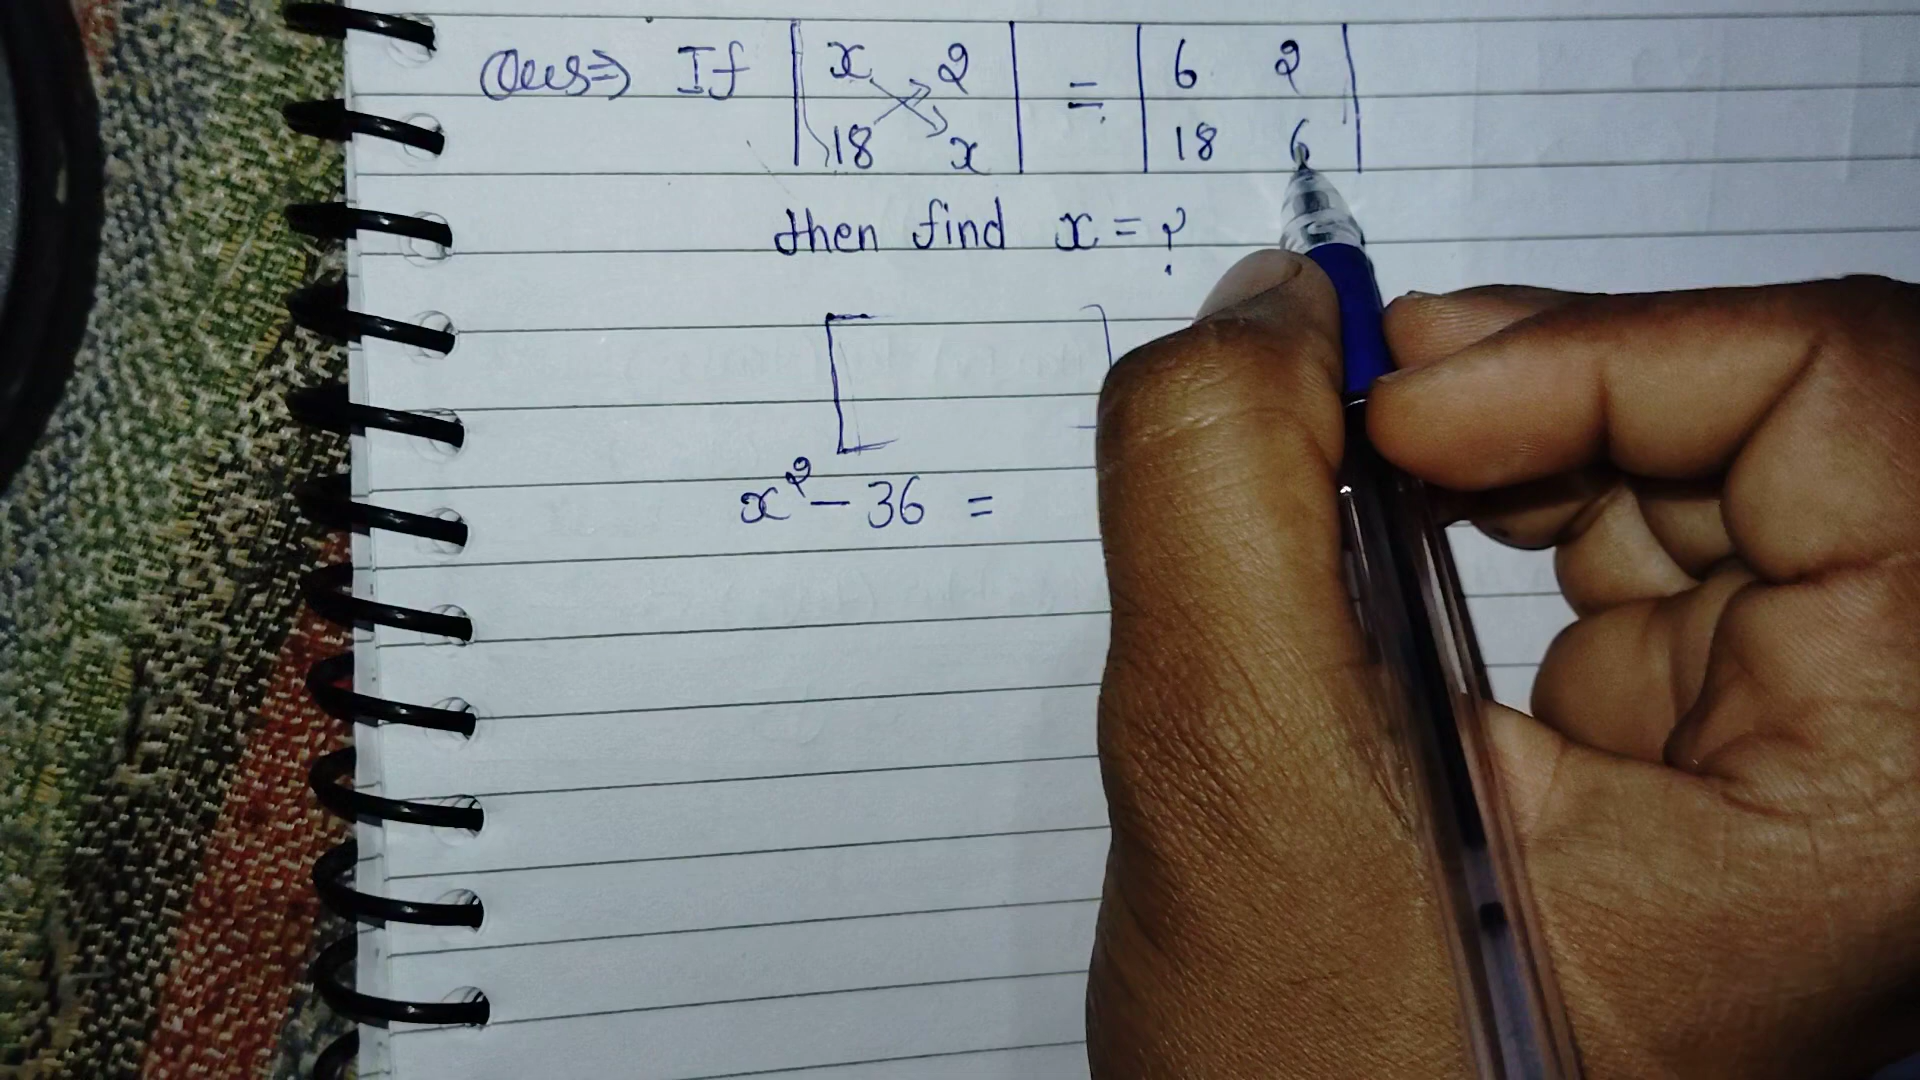 Ques⇒ If | x 2 | = | 6 2 |
| 18 x | | 18 6 |
then find x = ?
x² - 36 =